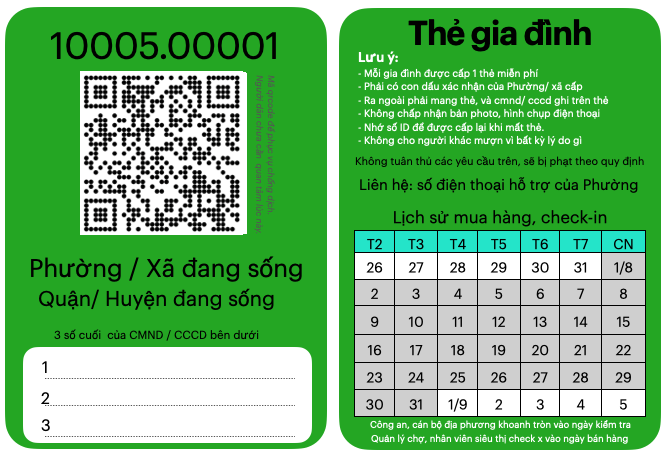 10005.00001
Mã qrcode để phục vụ chống dịch.
Người dân chưa cần quan tâm lúc này.
Phường / Xã đang sống
Quận/ Huyện đang sống
3 số cuối của CMND / CCCD bên dưới
1
2
3
Thẻ gia đình
Lưu ý:
- Mỗi gia đình được cấp 1 thẻ miễn phí
- Phải có con dấu xác nhận của Phường/ xã cấp
- Ra ngoài phải mang thẻ, và cmnd/ cccd ghi trên thẻ
- Không chấp nhận bản photo, hình chụp điện thoại
- Nhớ số ID để được cấp lại khi mất thẻ.
- Không cho người khác mượn vì bất kỳ lý do gì
Không tuân thủ các yêu cầu trên, sẽ bị phạt theo quy định
Liên hệ: số điện thoại hỗ trợ của Phường
Lịch sử mua hàng, check-in
T2 T3 T4 T5 T6 T7 CN
26 27 28 29 30 31 1/8
2 3 4 5 6 7 8
9 10 11 12 13 14 15
16 17 18 19 20 21 22
23 24 25 26 27 28 29
30 31 1/9 2 3 4 5
Công an, cán bộ địa phương khoanh tròn vào ngày kiểm tra
Quản lý chợ, nhân viên siêu thị check x vào ngày bán hàng